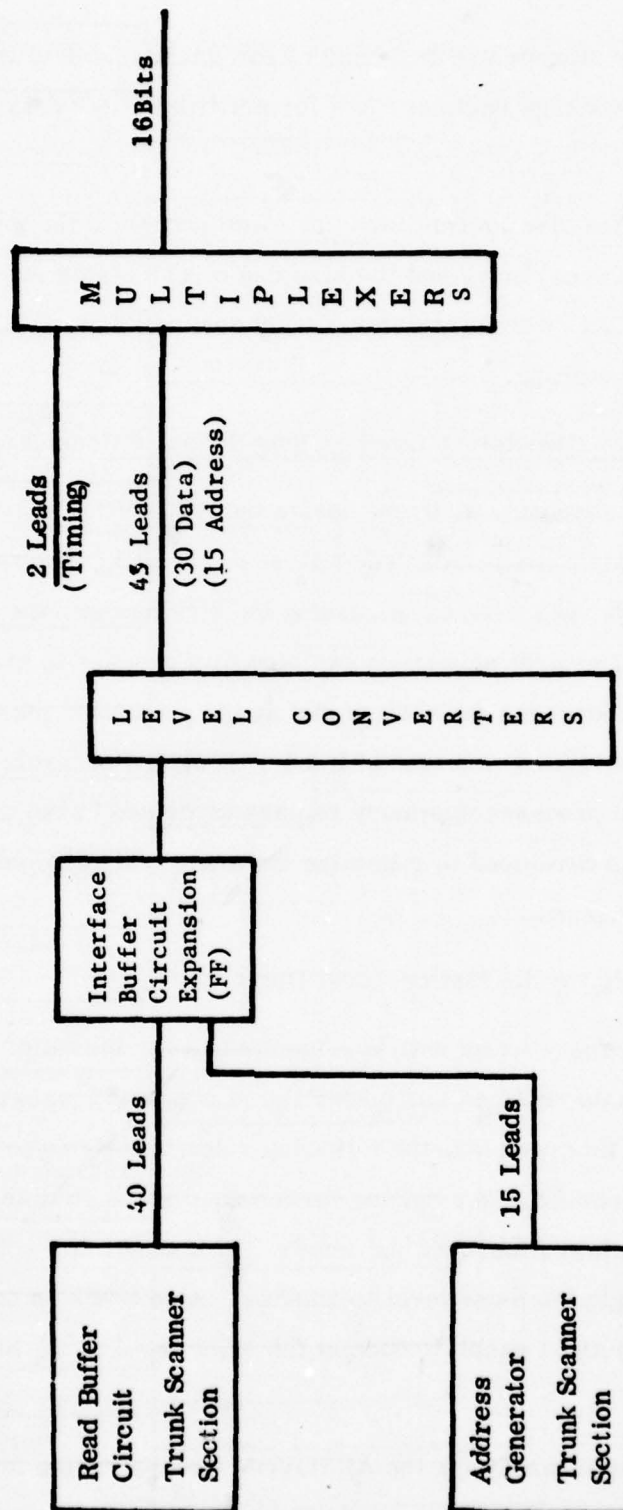 Read Buffer
Circuit
Trunk Scanner
Section
40 Leads
Address
Generator
Trunk Scanner
Section
15 Leads
Interface
Buffer
Circuit
Expansion
(FF)
LEVEL CONVERTERS
2 Leads
(Timing)
45 Leads
(30 Data)
(15 Address)
MULTIPLEXERS
16Bits